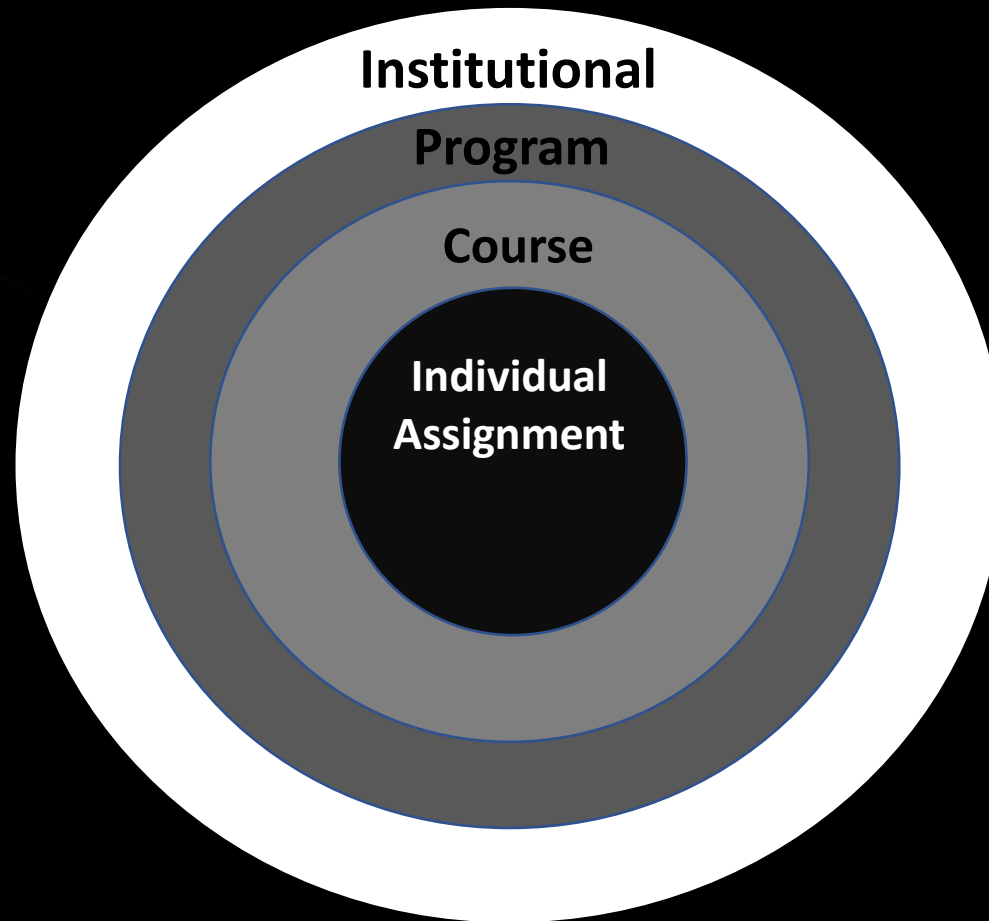 Institutional
Program
Course
Individual
Assignment